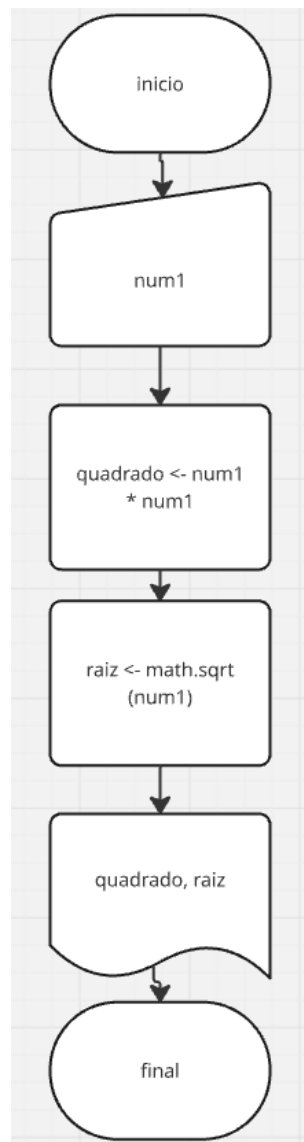 inicio
num1
quadrado <- num1
* num1
raiz <- math.sqrt
(num1)
quadrado, raiz
final